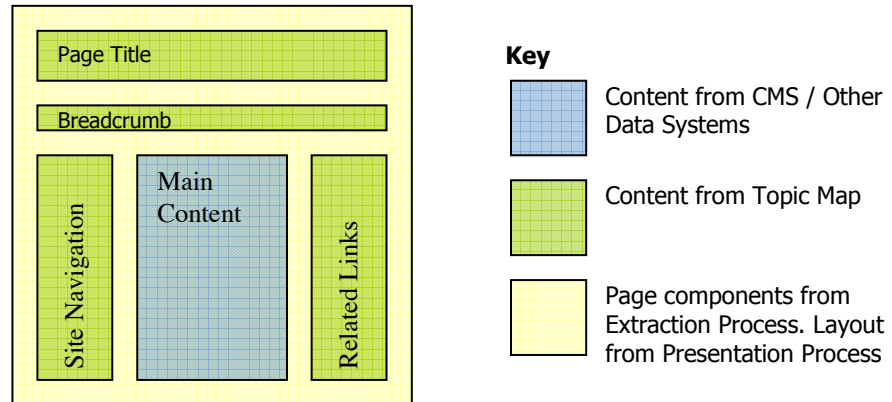 Page Title
Breadcrumb
Site Navigation
Main
Content
Related Links
Key
Content from CMS / Other
Data Systems
Content from Topic Map
Page components from
Extraction Process. Layout
from Presentation Process